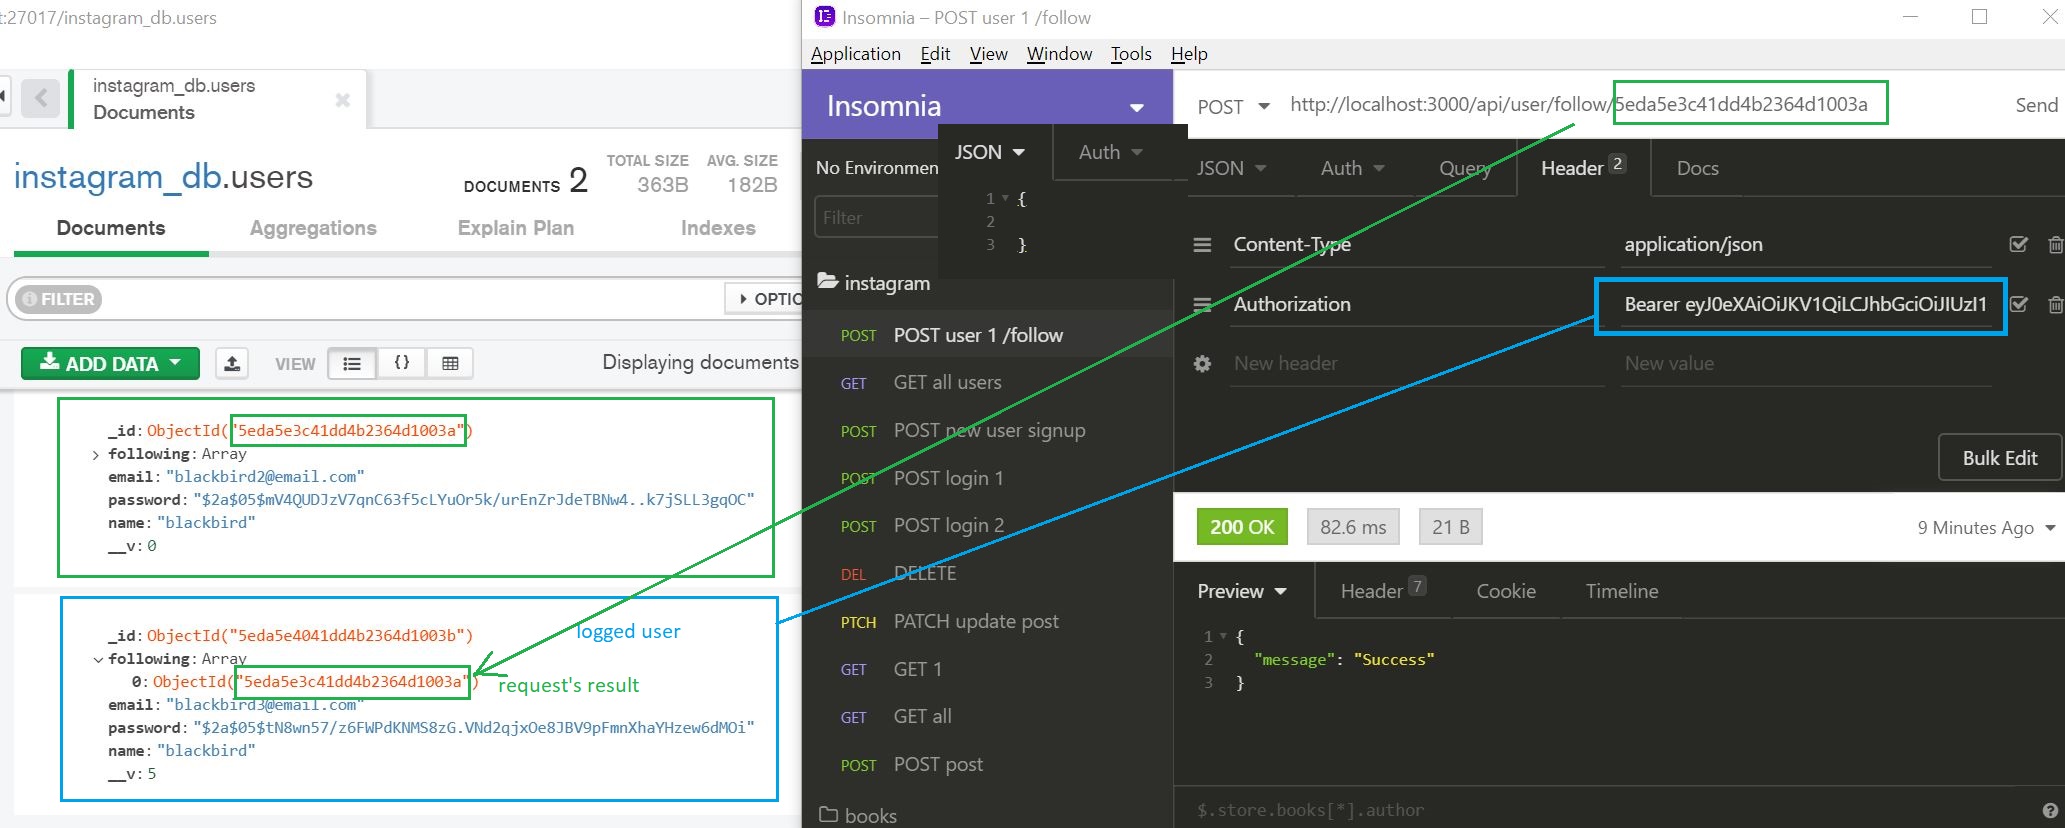 t:27017/instagram_db.users
instagram_db.users
Documents
instagram_db.users
DOCUMENTS 2
TOTAL SIZE
363B
AVG. SIZE
182B
Documents
Aggregations
Explain Plan
Indexes
FILTER
OPTIO
ADD DATA
VIEW
{}
Displaying documents
_id: ObjectId("5eda5e3c41dd4b2364d1003a")
following: Array
email: "blackbird2@email.com"
password: "$2a$05$mV4QUDJzV7qnC63f5cLYuOr5k/urEnZrJdeTBNw4..k7jSLL3gqOC"
name: "blackbird"
__v: 0
_id: ObjectId("5eda5e4041dd4b2364d1003b")
logged user
following: Array
0: ObjectId("5eda5e3c41dd4b2364d1003a")
request's result
email: "blackbird3@email.com"
password: "$2a$05$tN8wn57/z6FWPdKNMS8zG.VNd2qjxOe8JBV9pFmnXhaYHzew6dMOi"
name: "blackbird"
__v: 5
Insomnia – POST user 1 /follow
Application Edit View Window Tools Help
Insomnia
No Environmen
Filter
JSON
Auth
1 {
2
3 }
instagram
POST POST user 1 /follow
GET GET all users
POST POST new user signup
POST POST login 1
POST POST login 2
DEL DELETE
PTCH PATCH update post
GET GET 1
GET GET all
POST POST post
books
POST http://localhost:3000/api/user/follow/5eda5e3c41dd4b2364d1003a Send
JSON Auth Query Header 2 Docs
Content-Type application/json
Authorization Bearer eyJ0eXAiOiJKV1QiLCJhbGciOiJIUzI1
New header New value
Bulk Edit
200 OK 82.6 ms 21 B 9 Minutes Ago
Preview Header 7 Cookie Timeline
1 {
2 "message": "Success"
3 }
$.store.books[*].author